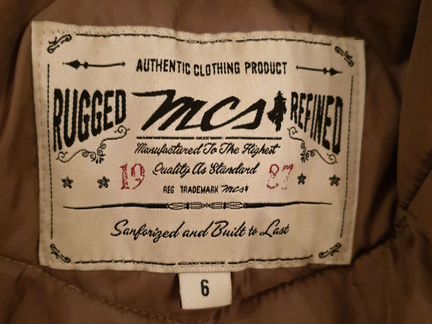 AUTHENTIC CLOTHING PRODUCT
RUGGED mcs REFINED
Manufactured To The Highest
19 Quality As Standard 87
REG TRADEMARK mcs
Sanforized and Built to Last
6